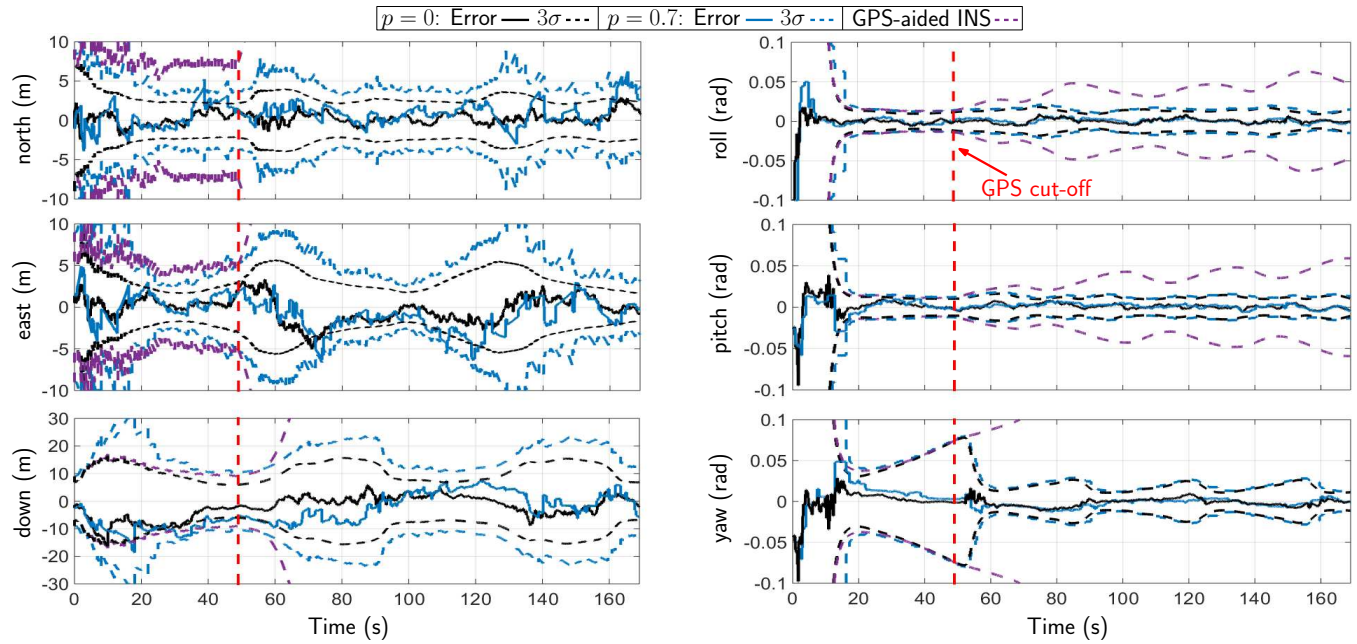 p = 0: Error 3σ p = 0.7: Error 3σ GPS-aided INS
10
5
0
-5
-10
north (m)
10
5
0
-5
-10
east (m)
30
20
10
0
-10
-20
-30
down (m)
0 20 40 60 80 100 120 140 160
Time (s)
0.1
0.05
0
-0.05
-0.1
roll (rad)
GPS cut-off
0.1
0.05
0
-0.05
-0.1
pitch (rad)
0.1
0.05
0
-0.05
-0.1
yaw (rad)
0 20 40 60 80 100 120 140 160
Time (s)